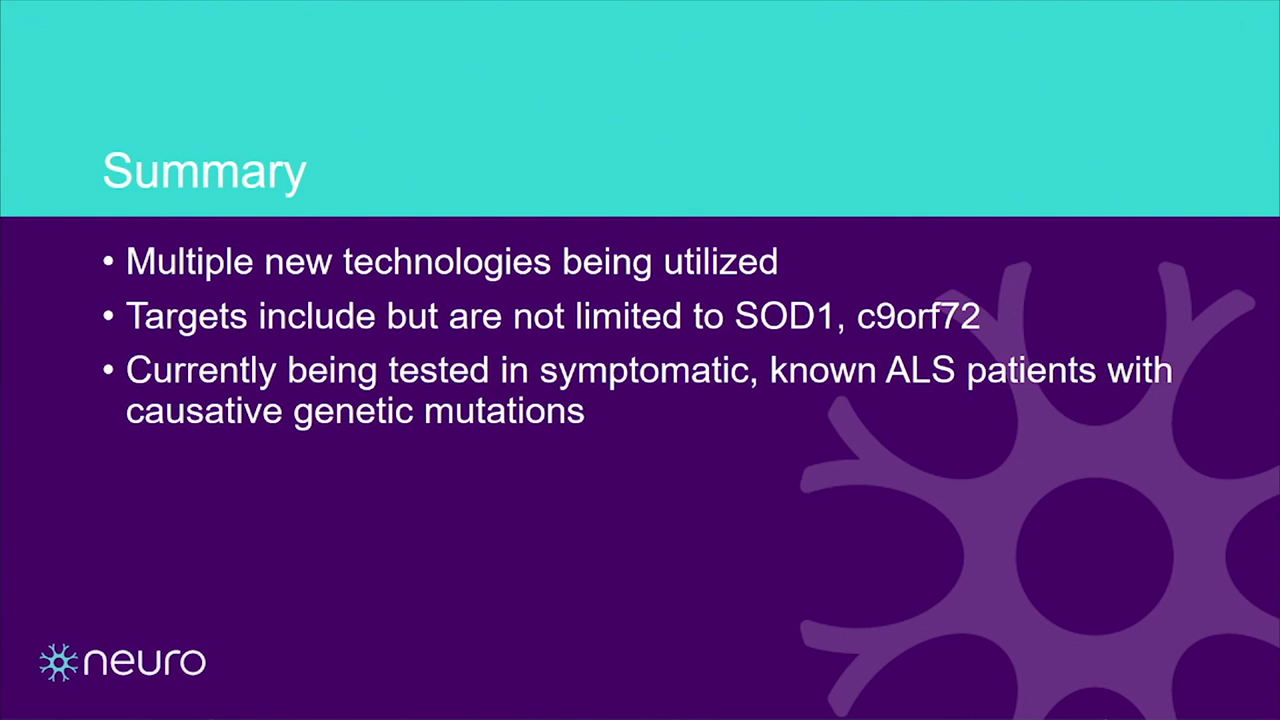 Summary
• Multiple new technologies being utilized
• Targets include but are not limited to SOD1, c9orf72
• Currently being tested in symptomatic, known ALS patients with
causative genetic mutations
neuro